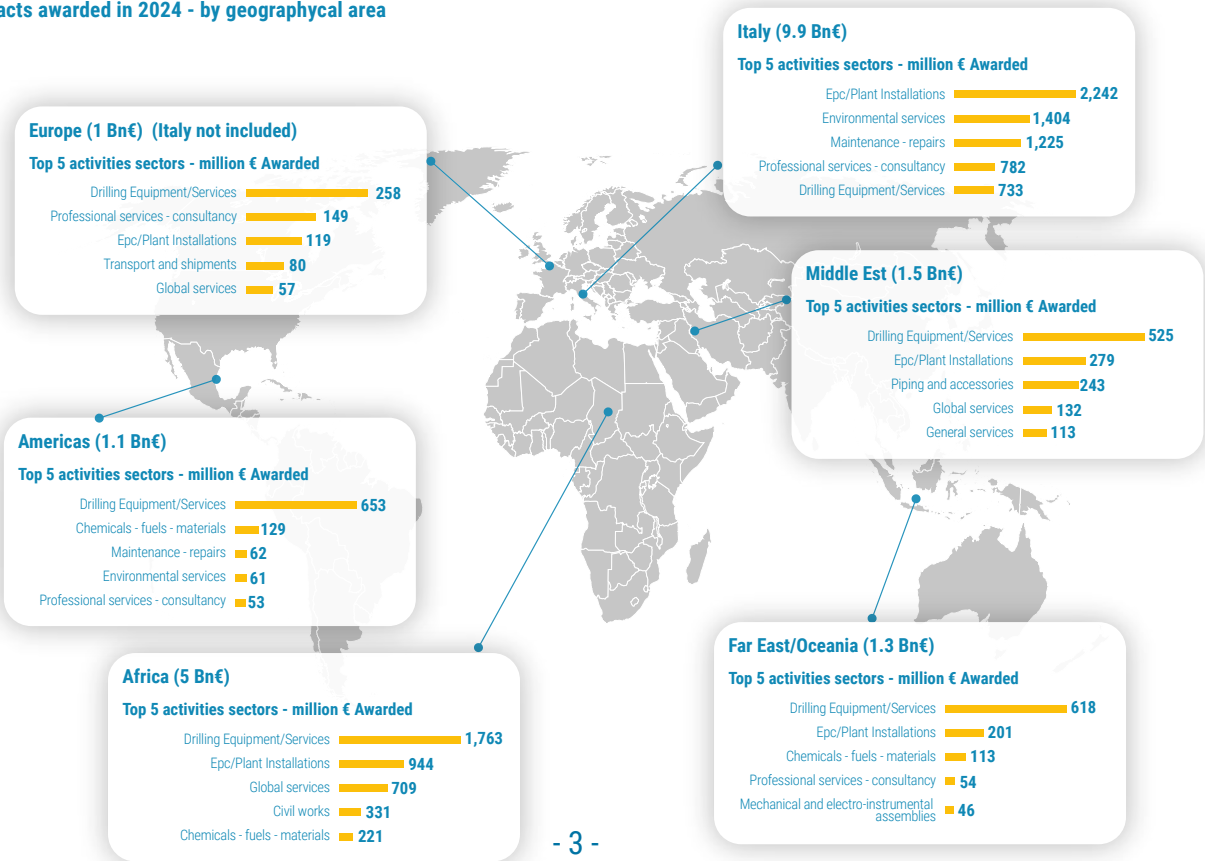 acts awarded in 2024 - by geographycal area
Italy (9.9 Bn€)
Top 5 activities sectors - million € Awarded
Epc/Plant Installations 2,242
Environmental services 1,404
Maintenance - repairs 1,225
Professional services - consultancy 782
Drilling Equipment/Services 733
Europe (1 Bn€) (Italy not included)
Top 5 activities sectors - million € Awarded
Drilling Equipment/Services 258
Professional services - consultancy 149
Epc/Plant Installations 119
Transport and shipments 80
Global services 57
Middle Est (1.5 Bn€)
Top 5 activities sectors - million € Awarded
Drilling Equipment/Services 525
Epc/Plant Installations 279
Piping and accessories 243
Global services 132
General services 113
Americas (1.1 Bn€)
Top 5 activities sectors - million € Awarded
Drilling Equipment/Services 653
Chemicals - fuels - materials 129
Maintenance - repairs 62
Environmental services 61
Professional services - consultancy 53
Africa (5 Bn€)
Top 5 activities sectors - million € Awarded
Drilling Equipment/Services 1,763
Epc/Plant Installations 944
Global services 709
Civil works 331
Chemicals - fuels - materials 221
Far East/Oceania (1.3 Bn€)
Top 5 activities sectors - million € Awarded
Drilling Equipment/Services 618
Epc/Plant Installations 201
Chemicals - fuels - materials 113
Professional services - consultancy 54
Mechanical and electro-instrumental
assemblies 46
- 3 -